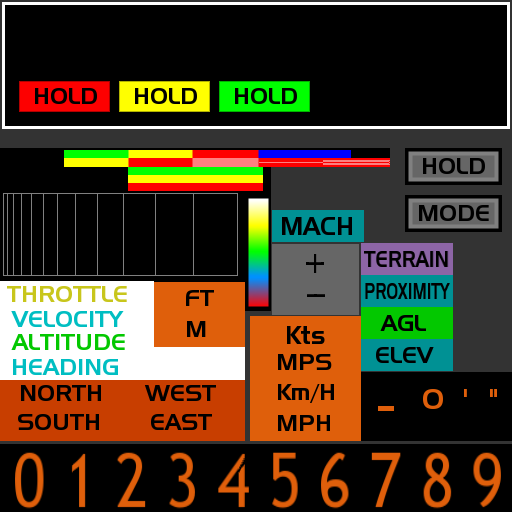 HOLD HOLD HOLD
HOLD
MODE
MACH
+
−
TERRAIN
PROXIMITY
AGL
ELEV
THROTTLE
VELOCITY
ALTITUDE
HEADING
FT
M
Kts
MPS
Km/H
MPH
NORTH WEST
SOUTH EAST
- O ' "
0 1 2 3 4 5 6 7 8 9